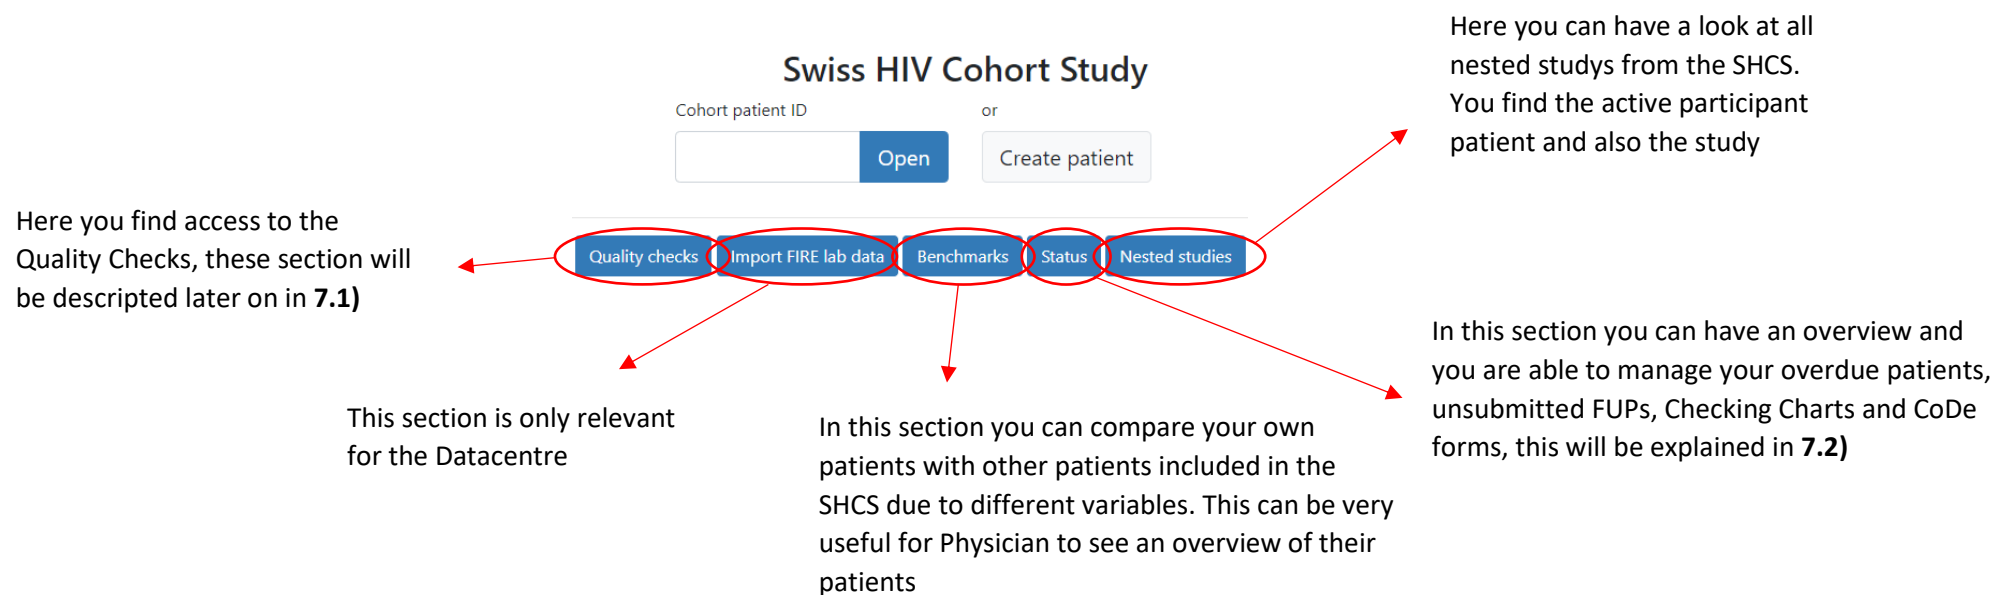 Here you can have a look at all
nested studys from the SHCS.
You find the active participant
patient and also the study
Swiss HIV Cohort Study
Cohort patient ID
or
Open
Create patient
Here you find access to the
Quality Checks, these section will
be descripted later on in 7.1)
Quality checks
Import FIRE lab data
Benchmarks
Status
Nested studies
This section is only relevant
for the Datacentre
In this section you can compare your own
patients with other patients included in the
SHCS due to different variables. This can be very
useful for Physician to see an overview of their
patients
In this section you can have an overview and
you are able to manage your overdue patients,
unsubmitted FUPs, Checking Charts and CoDe
forms, this will be explained in 7.2)